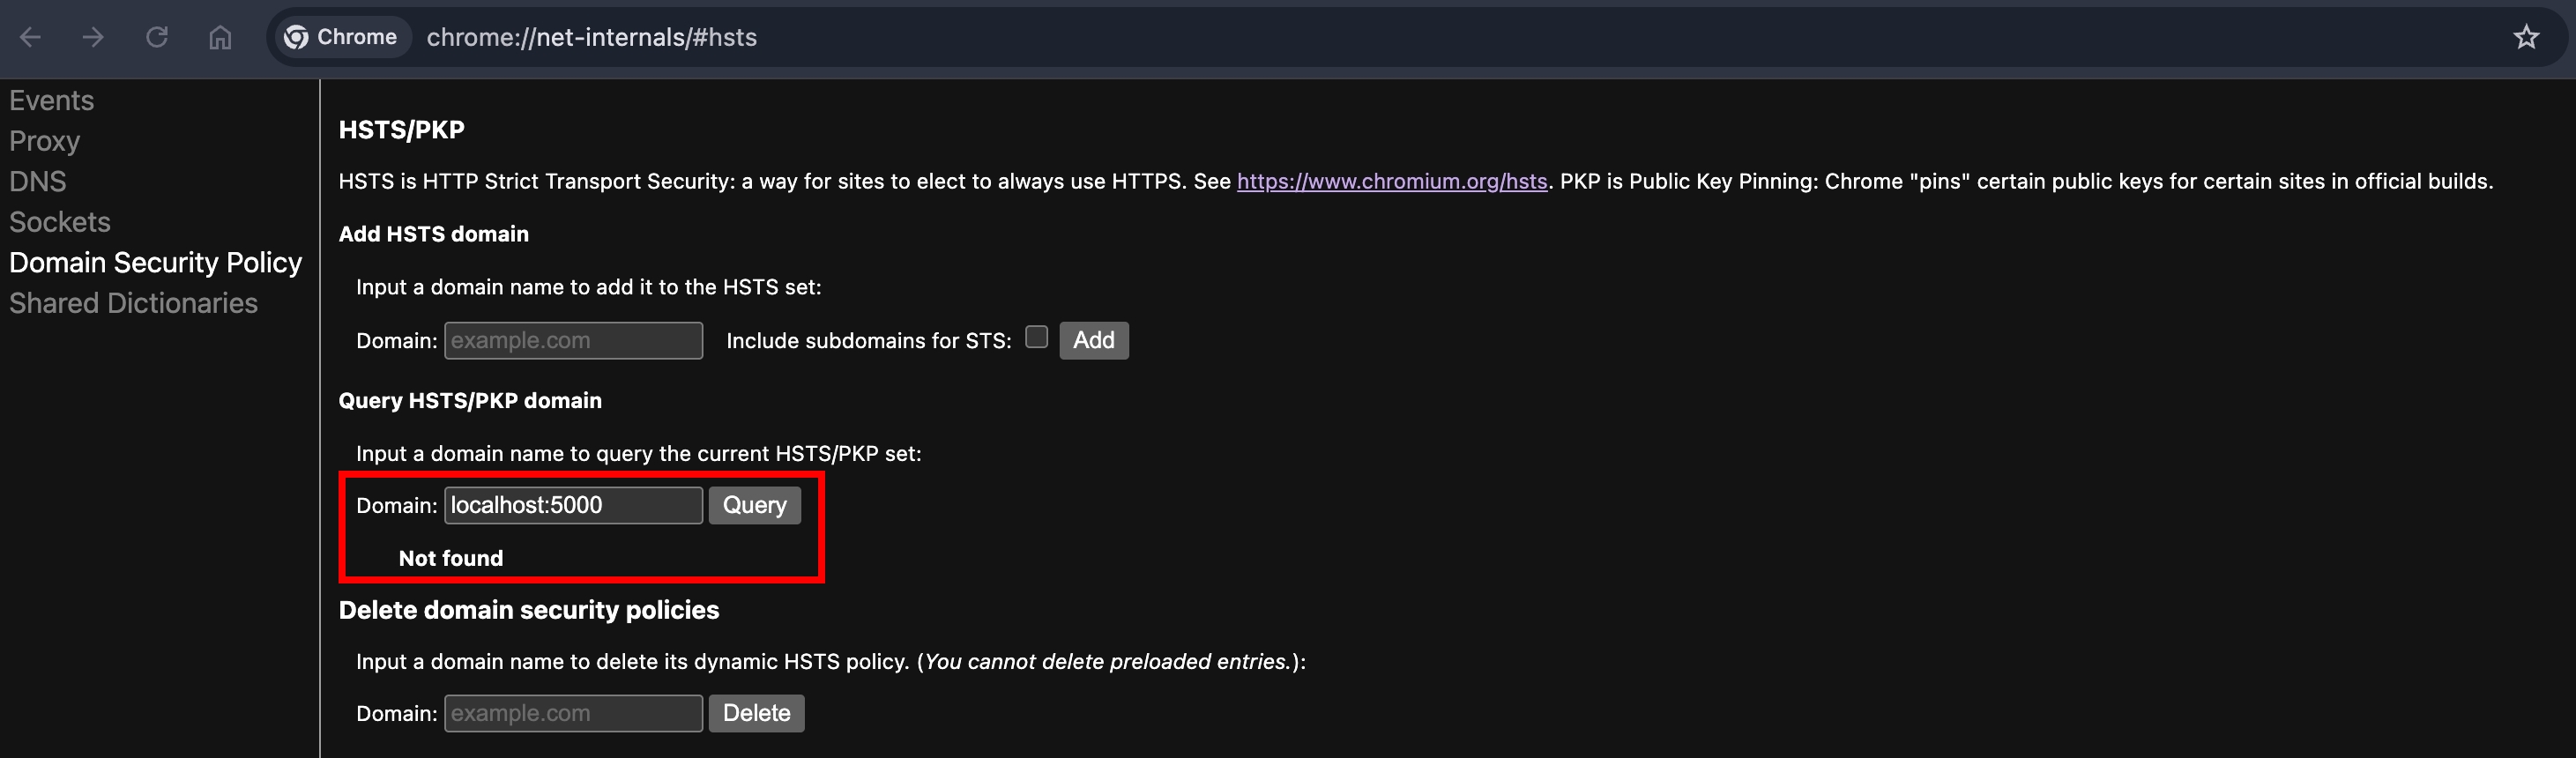 Chrome chrome://net-internals/#hsts
Events
Proxy
DNS
Sockets
Domain Security Policy
Shared Dictionaries
HSTS/PKP
HSTS is HTTP Strict Transport Security: a way for sites to elect to always use HTTPS. See https://www.chromium.org/hsts. PKP is Public Key Pinning: Chrome "pins" certain public keys for certain sites in official builds.
Add HSTS domain
Input a domain name to add it to the HSTS set:
Domain: example.com Include subdomains for STS: Add
Query HSTS/PKP domain
Input a domain name to query the current HSTS/PKP set:
Domain: localhost:5000 Query
Not found
Delete domain security policies
Input a domain name to delete its dynamic HSTS policy. (You cannot delete preloaded entries.):
Domain: example.com Delete